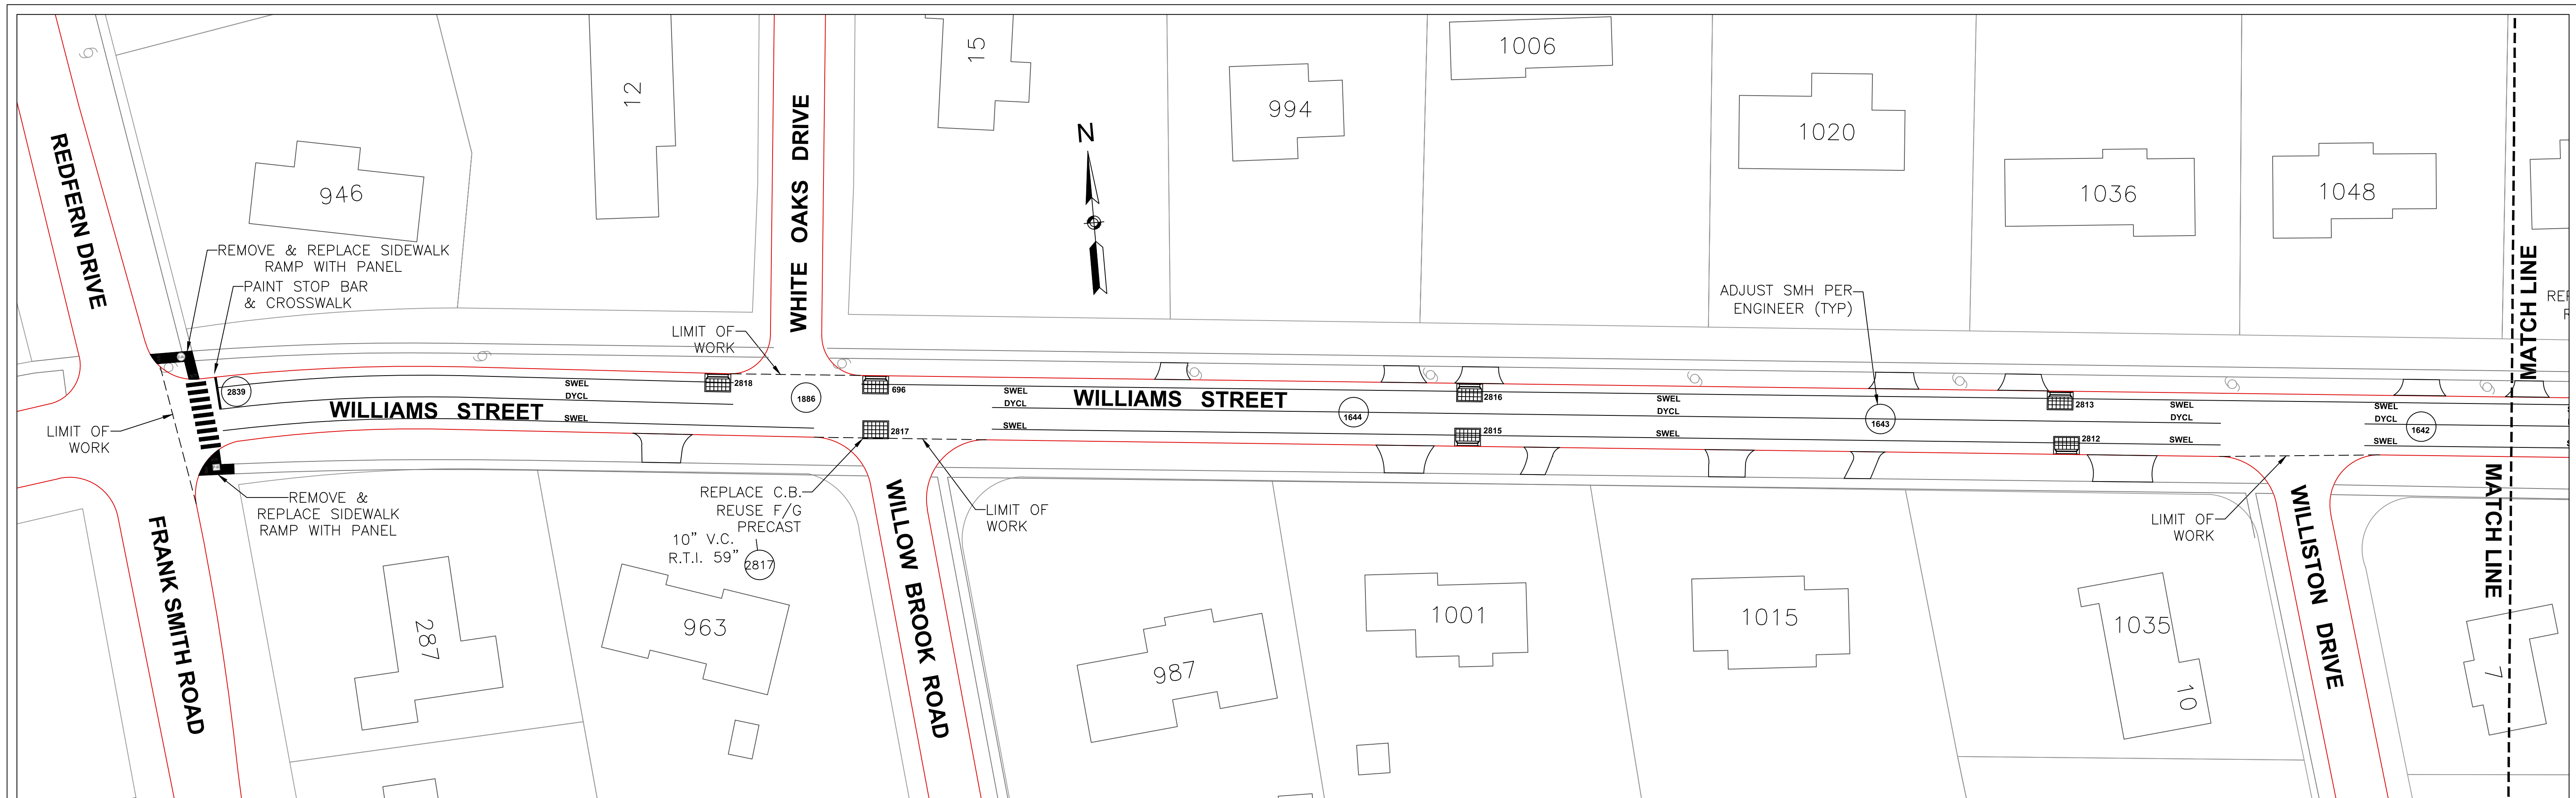 REDFERN DRIVE
946
12
WHITE OAKS DRIVE
15
N
994
1006
1020
1036
1048
MATCH LINE
REMOVE & REPLACE SIDEWALK
RAMP WITH PANEL
PAINT STOP BAR
& CROSSWALK
LIMIT OF
WORK
ADJUST SMH PER
ENGINEER (TYP)
LIMIT OF
WORK
2839
SWEL
DYCL
SWEL
WILLIAMS STREET
2818
1886
696
2817
SWEL
DYCL
SWEL
WILLIAMS STREET
1644
2816
2815
SWEL
DYCL
SWEL
1643
2813
2812
SWEL
DYCL
SWEL
SWEL
DYCL
SWEL
1642
REMOVE &
REPLACE SIDEWALK
RAMP WITH PANEL
FRANK SMITH ROAD
REPLACE C.B.
REUSE F/G
PRECAST
10” V.C.
R.T.I. 59”
2817
WILLOW BROOK ROAD
LIMIT OF
WORK
LIMIT OF
WORK
WILLISTON DRIVE
MATCH LINE
287
963
987
1001
1015
1035
10
7